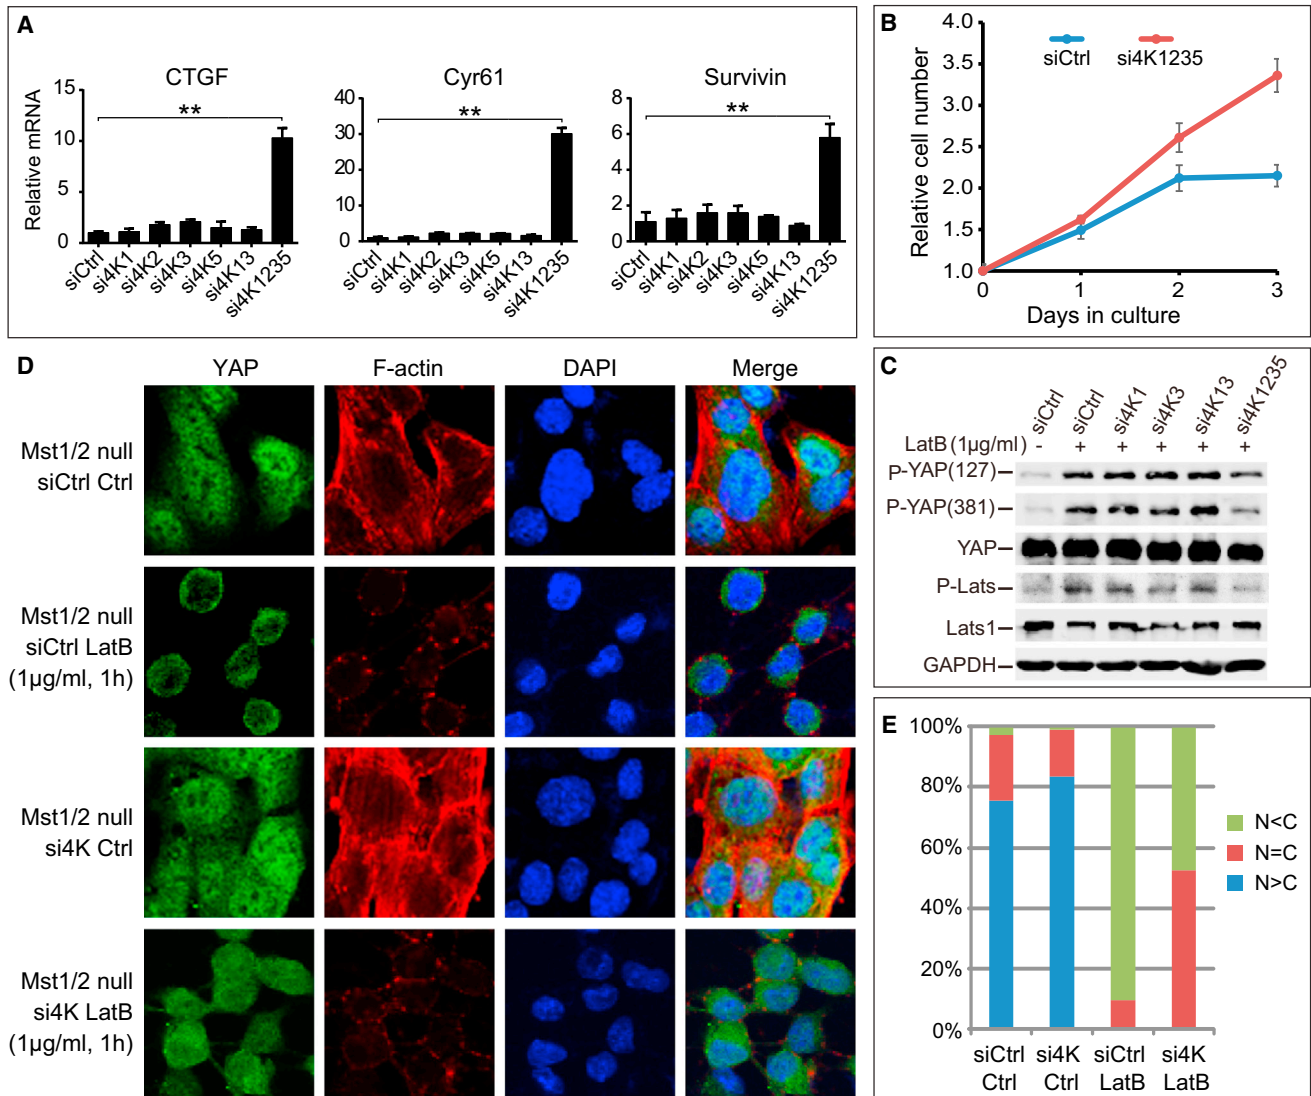 A
CTGF
Cyr61
Survivin
Relative mRNA
15
10
5
0
**
siCtrl
si4K1
si4K2
si4K3
si4K5
si4K13
si4K1235
40
30
20
10
0
**
siCtrl
si4K1
si4K2
si4K3
si4K5
si4K13
si4K1235
8
6
4
2
0
**
siCtrl
si4K1
si4K2
si4K3
si4K5
si4K13
si4K1235
B
Relative cell number
4.0
3.5
3.0
2.5
2.0
1.5
1.0
siCtrl
si4K1235
0 1 2 3
Days in culture
C
siCtrl siCtrl si4K1 si4K3 si4K13 si4K1235
LatB (1µg/ml) - + + + + +
P-YAP(127)
P-YAP(381)
YAP
P-Lats
Lats1
GAPDH
D
YAP F-actin DAPI Merge
Mst1/2 null
siCtrl Ctrl
Mst1/2 null
siCtrl LatB
(1µg/ml, 1h)
Mst1/2 null
si4K Ctrl
Mst1/2 null
si4K LatB
(1µg/ml, 1h)
E
100%
80%
60%
40%
20%
0%
N<C
N=C
N>C
siCtrl si4K siCtrl si4K
Ctrl Ctrl LatB LatB